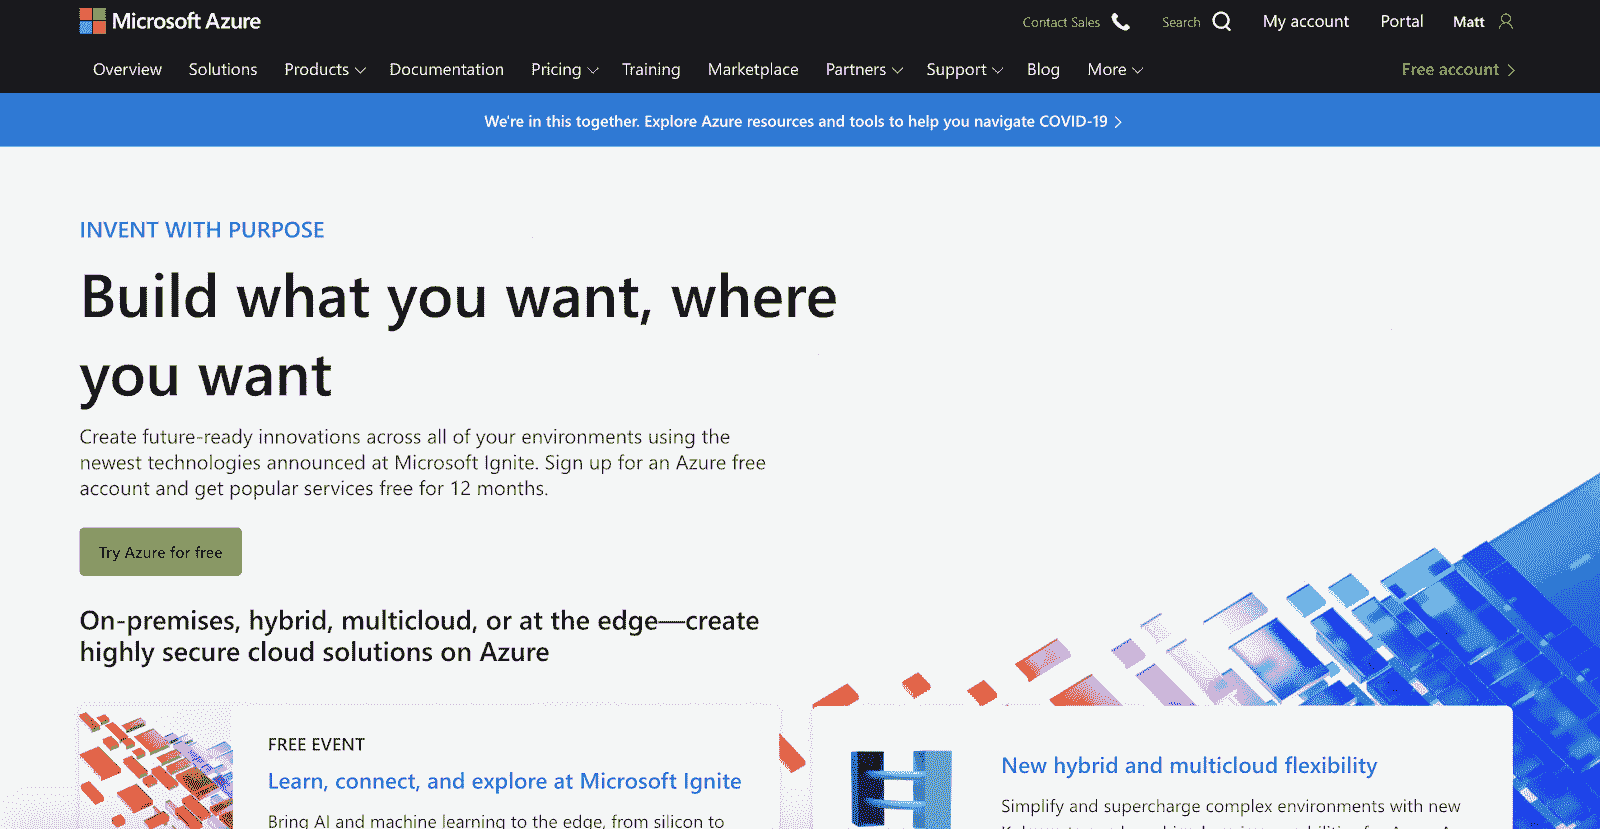 Microsoft Azure
Contact Sales
Search
My account
Portal
Matt
Overview
Solutions
Products
Documentation
Pricing
Training
Marketplace
Partners
Support
Blog
More
Free account
We're in this together. Explore Azure resources and tools to help you navigate COVID-19
INVENT WITH PURPOSE
Build what you want, where
you want
Create future-ready innovations across all of your environments using the
newest technologies announced at Microsoft Ignite. Sign up for an Azure free
account and get popular services free for 12 months.
Try Azure for free
On-premises, hybrid, multicloud, or at the edge—create
highly secure cloud solutions on Azure
FREE EVENT
Learn, connect, and explore at Microsoft Ignite
Bring AI and machine learning to the edge, from silicon to
New hybrid and multicloud flexibility
Simplify and supercharge complex environments with new